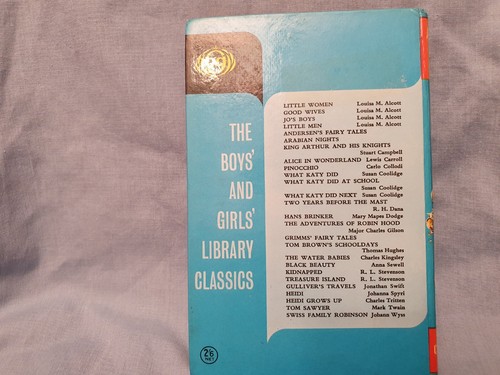 THE
BOYS'
AND
GIRLS'
LIBRARY
CLASSICS
LITTLE WOMEN Louisa M. Alcott
GOOD WIVES Louisa M. Alcott
JO'S BOYS Louisa M. Alcott
LITTLE MEN Louisa M. Alcott
ANDERSEN'S FAIRY TALES
ARABIAN NIGHTS
KING ARTHUR AND HIS KNIGHTS
Stuart Campbell
ALICE IN WONDERLAND Lewis Carroll
PINOCCHIO Carlo Collodi
WHAT KATY DID Susan Coolidge
WHAT KATY DID AT SCHOOL
Susan Coolidge
WHAT KATY DID NEXT Susan Coolidge
TWO YEARS BEFORE THE MAST
R. H. Dana
HANS BRINKER Mary Mapes Dodge
THE ADVENTURES OF ROBIN HOOD
Major Charles Gilson
GRIMMS' FAIRY TALES
TOM BROWN'S SCHOOLDAYS
Thomas Hughes
THE WATER BABIES Charles Kingsley
BLACK BEAUTY Anna Sewell
KIDNAPPED R. L. Stevenson
TREASURE ISLAND R. L. Stevenson
GULLIVER'S TRAVELS Jonathan Swift
HEIDI Johanna Spyri
HEIDI GROWS UP Charles Tritten
TOM SAWYER Mark Twain
SWISS FAMILY ROBINSON Johann Wyss
2/6
NET